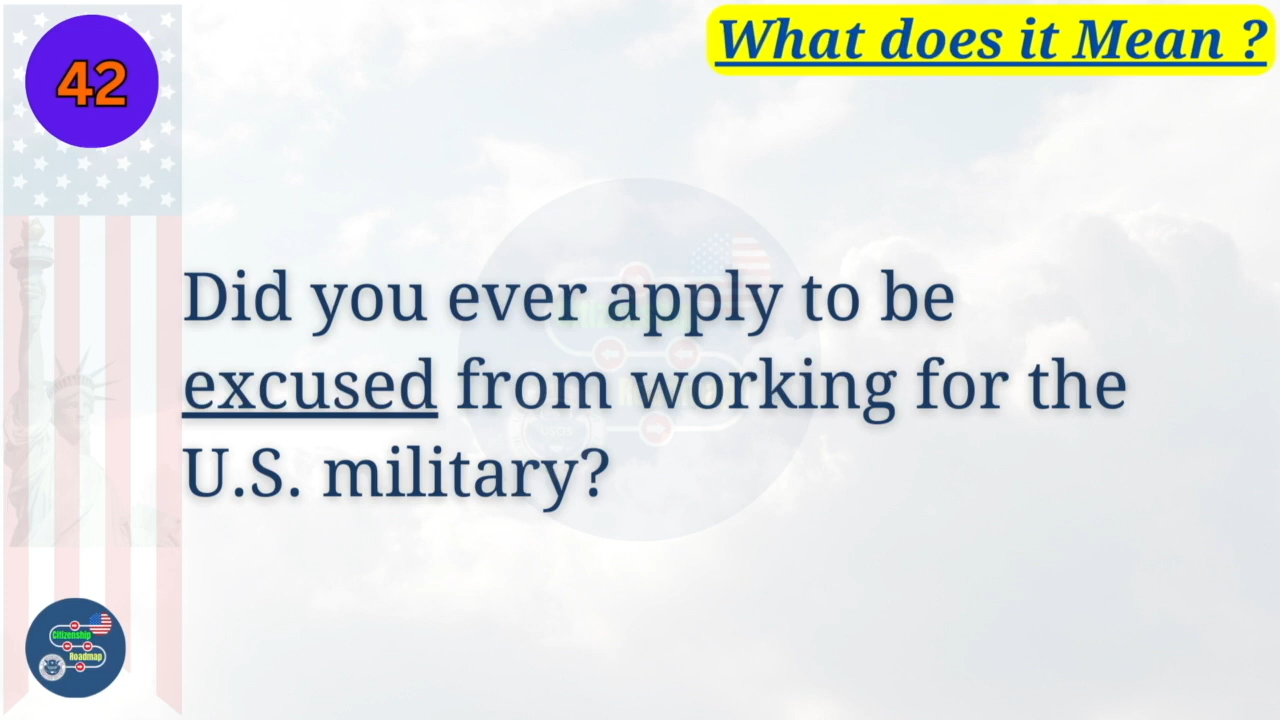 What does it Mean ?
42
Did you ever apply to be
excused from working for the
U.S. military?
Citizenship
Roadmap